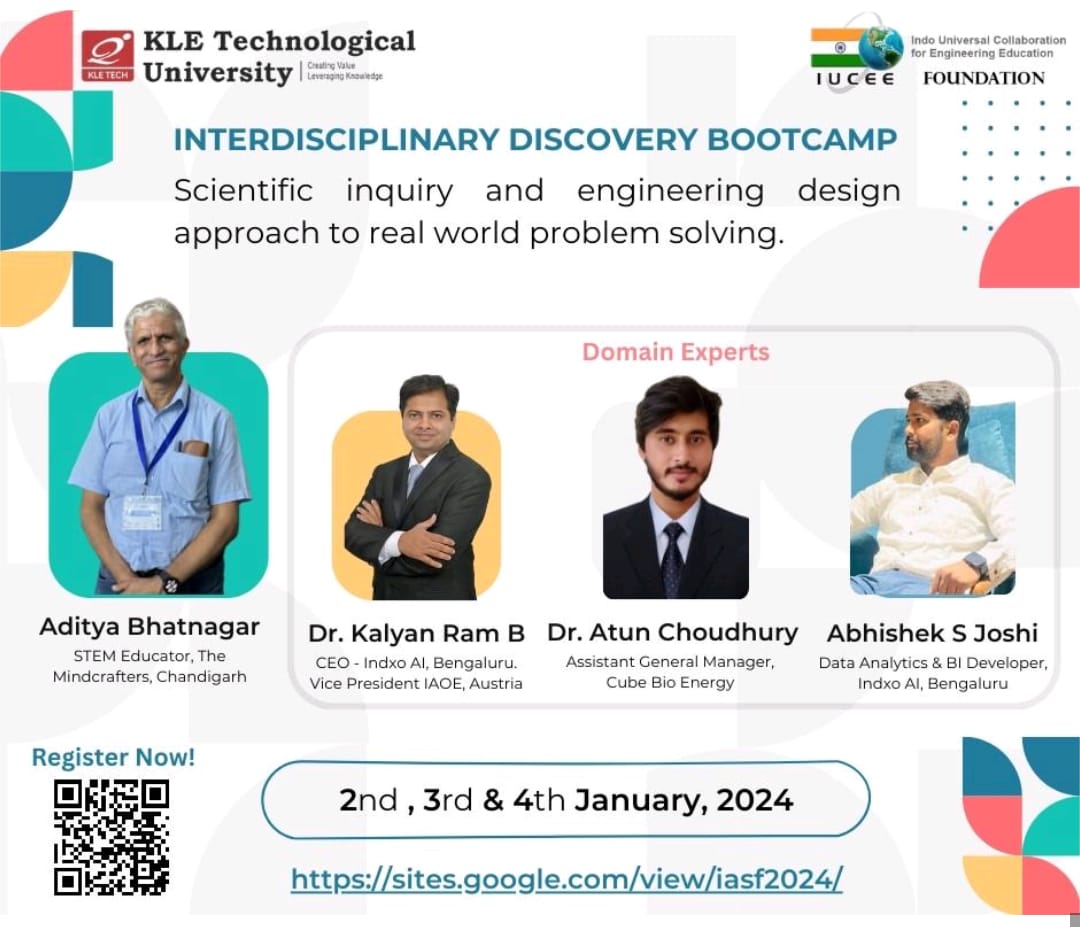 KLE TECH
KLE Technological
University
Creating Value
Leveraging Knowledge
IUCEE
Indo Universal Collaboration
for Engineering Education
FOUNDATION
INTERDISCIPLINARY DISCOVERY BOOTCAMP
Scientific inquiry and engineering design
approach to real world problem solving.
Domain Experts
Aditya Bhatnagar
STEM Educator, The
Mindcrafters, Chandigarh
Dr. Kalyan Ram B
CEO - Indxo AI, Bengaluru.
Vice President IAOE, Austria
Dr. Atun Choudhury
Assistant General Manager,
Cube Bio Energy
Abhishek S Joshi
Data Analytics & BI Developer,
Indxo AI, Bengaluru
Register Now!
2nd , 3rd & 4th January, 2024
https://sites.google.com/view/iasf2024/